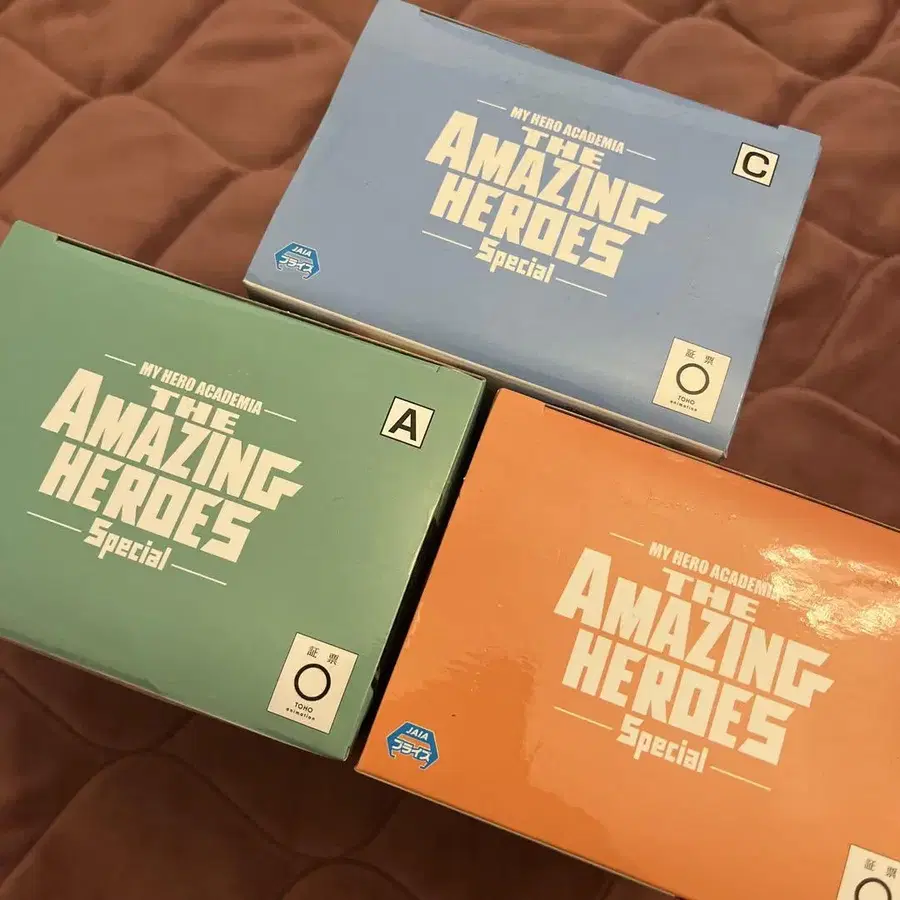 MY HERO ACADEMIA
THE
AMAZING
HEROES
Special
C
JAIA
プライズ
証票
TOHO
animation
MY HERO ACADEMIA
THE
AMAZING
HEROES
Special
A
証票
TOHO
animation
MY HERO ACADEMIA
THE
AMAZING
HEROES
Special
JAIA
プライズ
証票